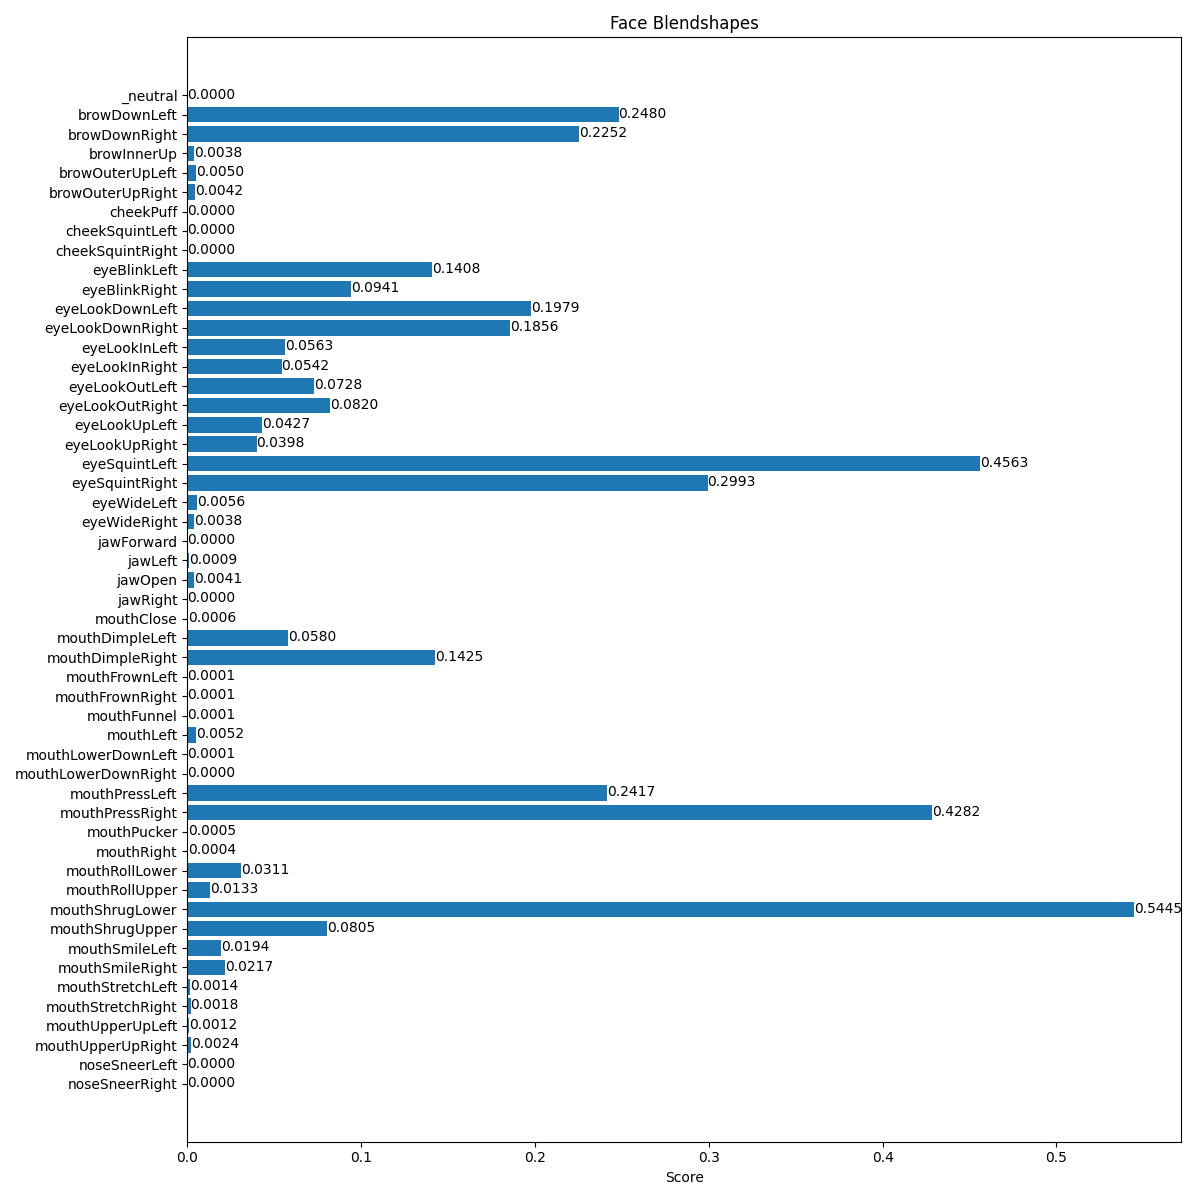 Face Blendshapes
_neutral 0.0000
browDownLeft 0.2480
browDownRight 0.2252
browInnerUp 0.0038
browOuterUpLeft 0.0050
browOuterUpRight 0.0042
cheekPuff 0.0000
cheekSquintLeft 0.0000
cheekSquintRight 0.0000
eyeBlinkLeft 0.1408
eyeBlinkRight 0.0941
eyeLookDownLeft 0.1979
eyeLookDownRight 0.1856
eyeLookInLeft 0.0563
eyeLookInRight 0.0542
eyeLookOutLeft 0.0728
eyeLookOutRight 0.0820
eyeLookUpLeft 0.0427
eyeLookUpRight 0.0398
eyeSquintLeft 0.4563
eyeSquintRight 0.2993
eyeWideLeft 0.0056
eyeWideRight 0.0038
jawForward 0.0000
jawLeft 0.0009
jawOpen 0.0041
jawRight 0.0000
mouthClose 0.0006
mouthDimpleLeft 0.0580
mouthDimpleRight 0.1425
mouthFrownLeft 0.0001
mouthFrownRight 0.0001
mouthFunnel 0.0001
mouthLeft 0.0052
mouthLowerDownLeft 0.0001
mouthLowerDownRight 0.0000
mouthPressLeft 0.2417
mouthPressRight 0.4282
mouthPucker 0.0005
mouthRight 0.0004
mouthRollLower 0.0311
mouthRollUpper 0.0133
mouthShrugLower 0.5445
mouthShrugUpper 0.0805
mouthSmileLeft 0.0194
mouthSmileRight 0.0217
mouthStretchLeft 0.0014
mouthStretchRight 0.0018
mouthUpperUpLeft 0.0012
mouthUpperUpRight 0.0024
noseSneerLeft 0.0000
noseSneerRight 0.0000
0.0 0.1 0.2 0.3 0.4 0.5
Score